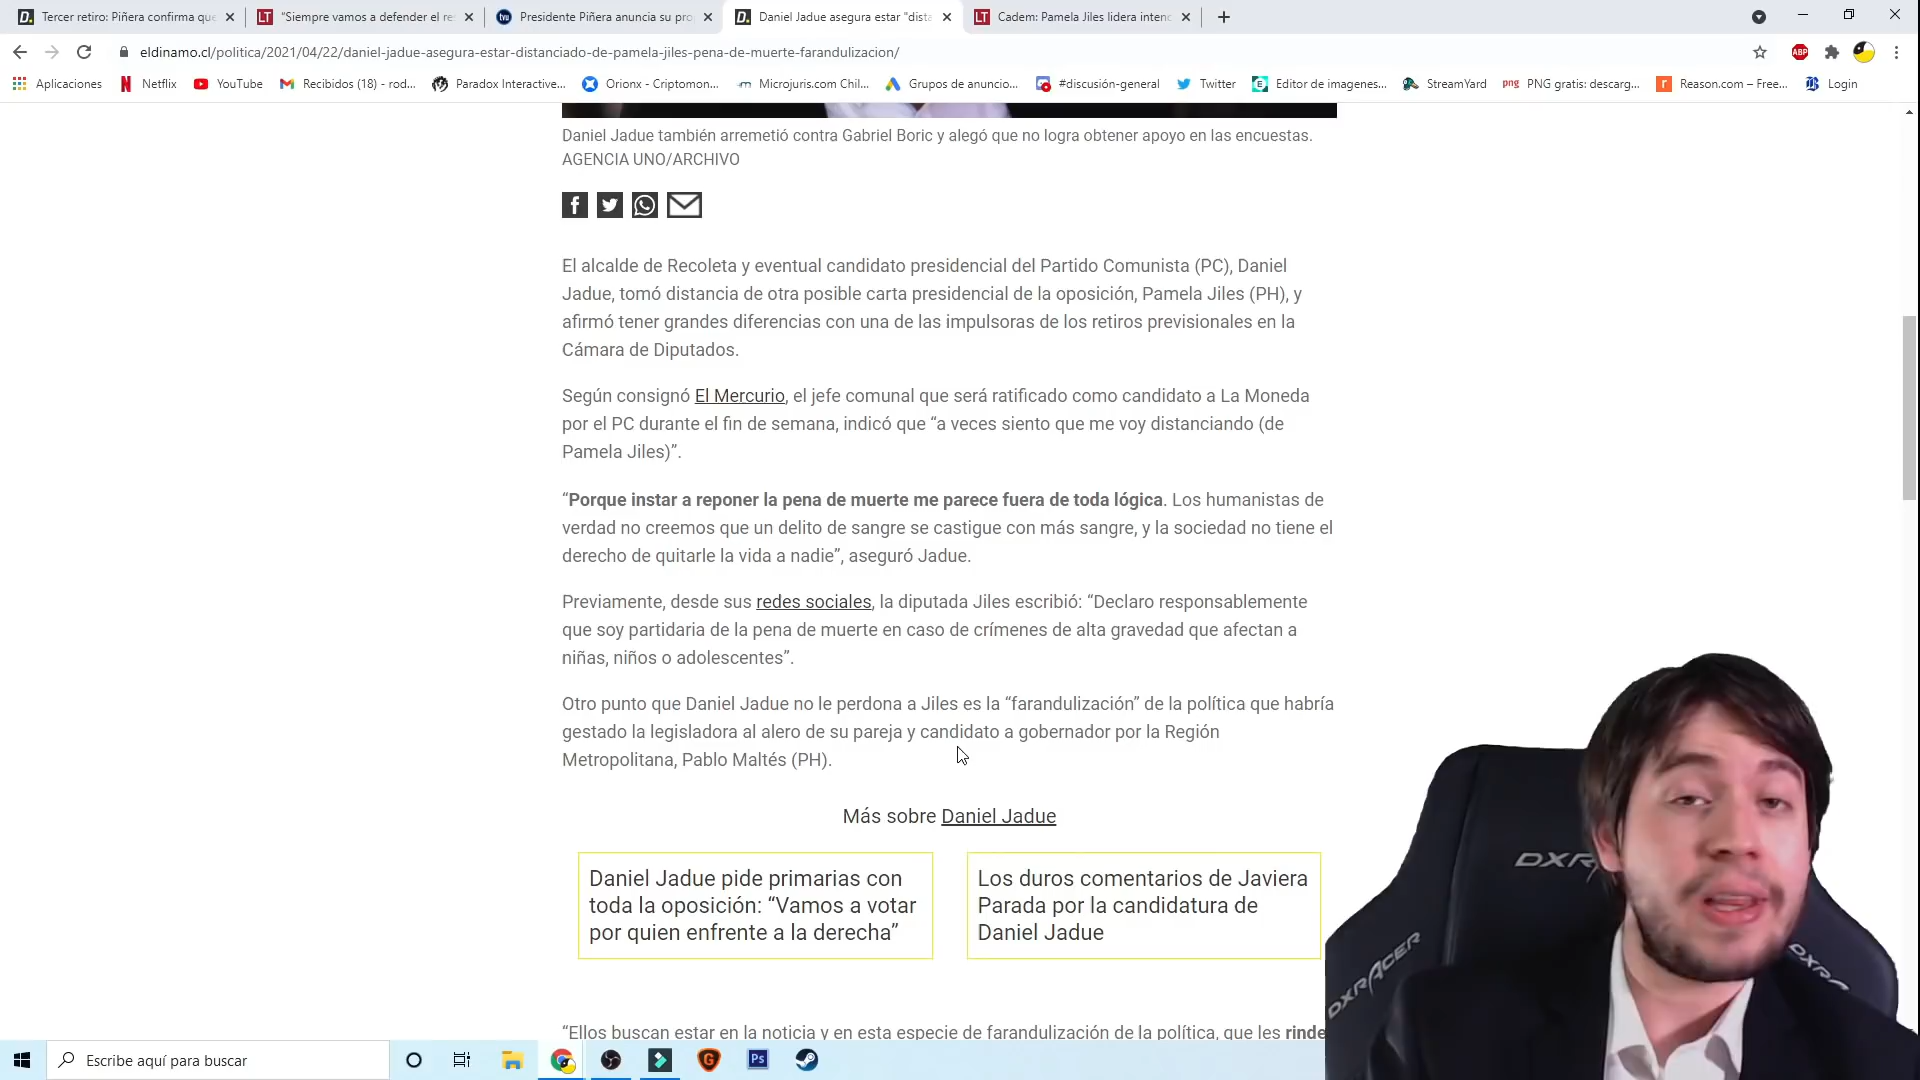 Tercer retiro: Piñera confirma que
"Siempre vamos a defender el re
Presidente Piñera anuncia su pro
Daniel Jadue asegura estar "dista
Cadem: Pamela Jiles lidera intenc
eldinamo.cl/politica/2021/04/22/daniel-jadue-asegura-estar-distanciado-de-pamela-jiles-pena-de-muerte-farandulizacion/
ABP
Aplicaciones
Netflix
YouTube
Recibidos (18) - rod...
Paradox Interactive...
Orionx - Criptomon...
Microjuris.com Chil...
Grupos de anuncio...
#discusión-general
Twitter
Editor de imagenes...
StreamYard
png PNG gratis: descarg...
Reason.com – Free...
Login
Daniel Jadue también arremetió contra Gabriel Boric y alegó que no logra obtener apoyo en las encuestas.
AGENCIA UNO/ARCHIVO
El alcalde de Recoleta y eventual candidato presidencial del Partido Comunista (PC), Daniel
Jadue, tomó distancia de otra posible carta presidencial de la oposición, Pamela Jiles (PH), y
afirmó tener grandes diferencias con una de las impulsoras de los retiros previsionales en la
Cámara de Diputados.
Según consignó El Mercurio, el jefe comunal que será ratificado como candidato a La Moneda
por el PC durante el fin de semana, indicó que “a veces siento que me voy distanciando (de
Pamela Jiles)”.
“Porque instar a reponer la pena de muerte me parece fuera de toda lógica. Los humanistas de
verdad no creemos que un delito de sangre se castigue con más sangre, y la sociedad no tiene el
derecho de quitarle la vida a nadie”, aseguró Jadue.
Previamente, desde sus redes sociales, la diputada Jiles escribió: “Declaro responsablemente
que soy partidaria de la pena de muerte en caso de crímenes de alta gravedad que afectan a
niñas, niños o adolescentes”.
Otro punto que Daniel Jadue no le perdona a Jiles es la “farandulización” de la política que habría
gestado la legisladora al alero de su pareja y candidato a gobernador por la Región
Metropolitana, Pablo Maltés (PH).
Más sobre Daniel Jadue
Daniel Jadue pide primarias con
toda la oposición: “Vamos a votar
por quien enfrente a la derecha”
Los duros comentarios de Javiera
Parada por la candidatura de
Daniel Jadue
“Ellos buscan estar en la noticia y en esta especie de farandulización de la política, que les rinde
DXR
DXRACER
DXRAC
Escribe aquí para buscar
Ps